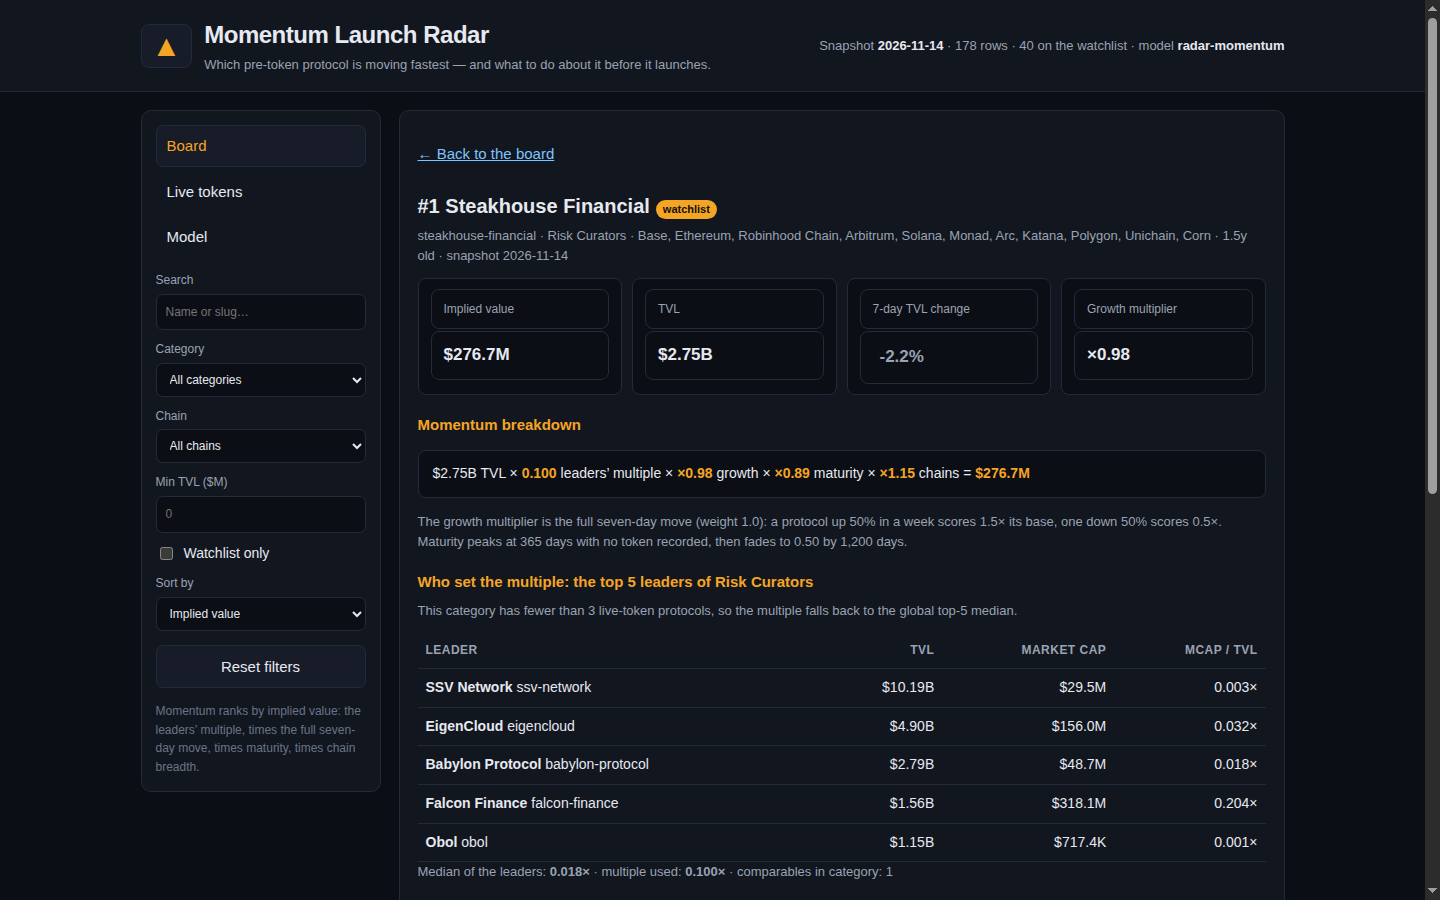 Momentum Launch Radar
Which pre-token protocol is moving fastest — and what to do about it before it launches.
Snapshot 2026-11-14 · 178 rows · 40 on the watchlist · model radar-momentum
Board
Live tokens
Model
Search
Name or slug…
Category
All categories
Chain
All chains
Min TVL ($M)
0
Watchlist only
Sort by
Implied value
Reset filters
Momentum ranks by implied value: the
leaders’ multiple, times the full seven-
day move, times maturity, times chain
breadth.
← Back to the board
#1 Steakhouse Financial watchlist
steakhouse-financial · Risk Curators · Base, Ethereum, Robinhood Chain, Arbitrum, Solana, Monad, Arc, Katana, Polygon, Unichain, Corn · 1.5y
old · snapshot 2026-11-14
Implied value
$276.7M
TVL
$2.75B
7-day TVL change
-2.2%
Growth multiplier
×0.98
Momentum breakdown
$2.75B TVL × 0.100 leaders’ multiple × ×0.98 growth × ×0.89 maturity × ×1.15 chains = $276.7M
The growth multiplier is the full seven-day move (weight 1.0): a protocol up 50% in a week scores 1.5× its base, one down 50% scores 0.5×.
Maturity peaks at 365 days with no token recorded, then fades to 0.50 by 1,200 days.
Who set the multiple: the top 5 leaders of Risk Curators
This category has fewer than 3 live-token protocols, so the multiple falls back to the global top-5 median.
LEADER TVL MARKET CAP MCAP / TVL
SSV Network ssv-network $10.19B $29.5M 0.003×
EigenCloud eigencloud $4.90B $156.0M 0.032×
Babylon Protocol babylon-protocol $2.79B $48.7M 0.018×
Falcon Finance falcon-finance $1.56B $318.1M 0.204×
Obol obol $1.15B $717.4K 0.001×
Median of the leaders: 0.018× · multiple used: 0.100× · comparables in category: 1